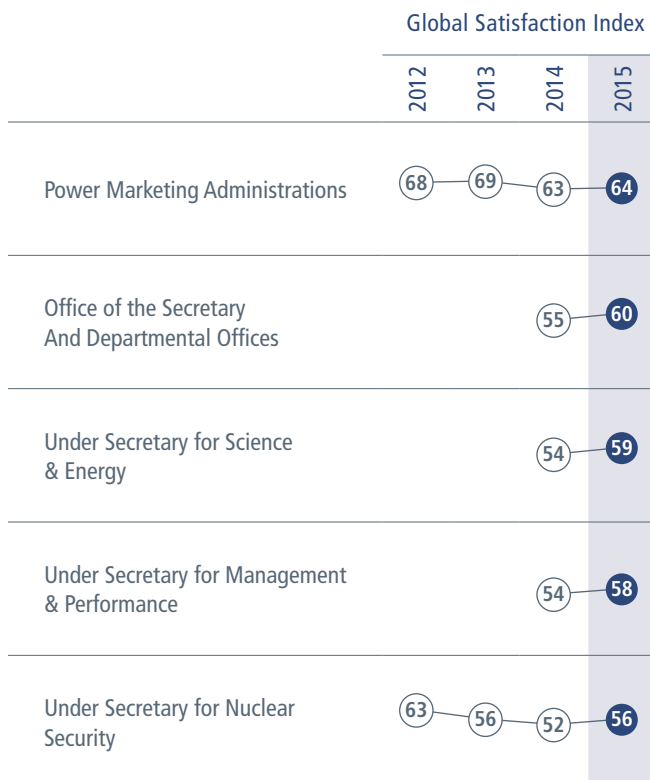 Global Satisfaction Index
2012 2013 2014 2015
Power Marketing Administrations 68 69 63 64
Office of the Secretary
And Departmental Offices 55 60
Under Secretary for Science
& Energy 54 59
Under Secretary for Management
& Performance 54 58
Under Secretary for Nuclear
Security 63 56 52 56